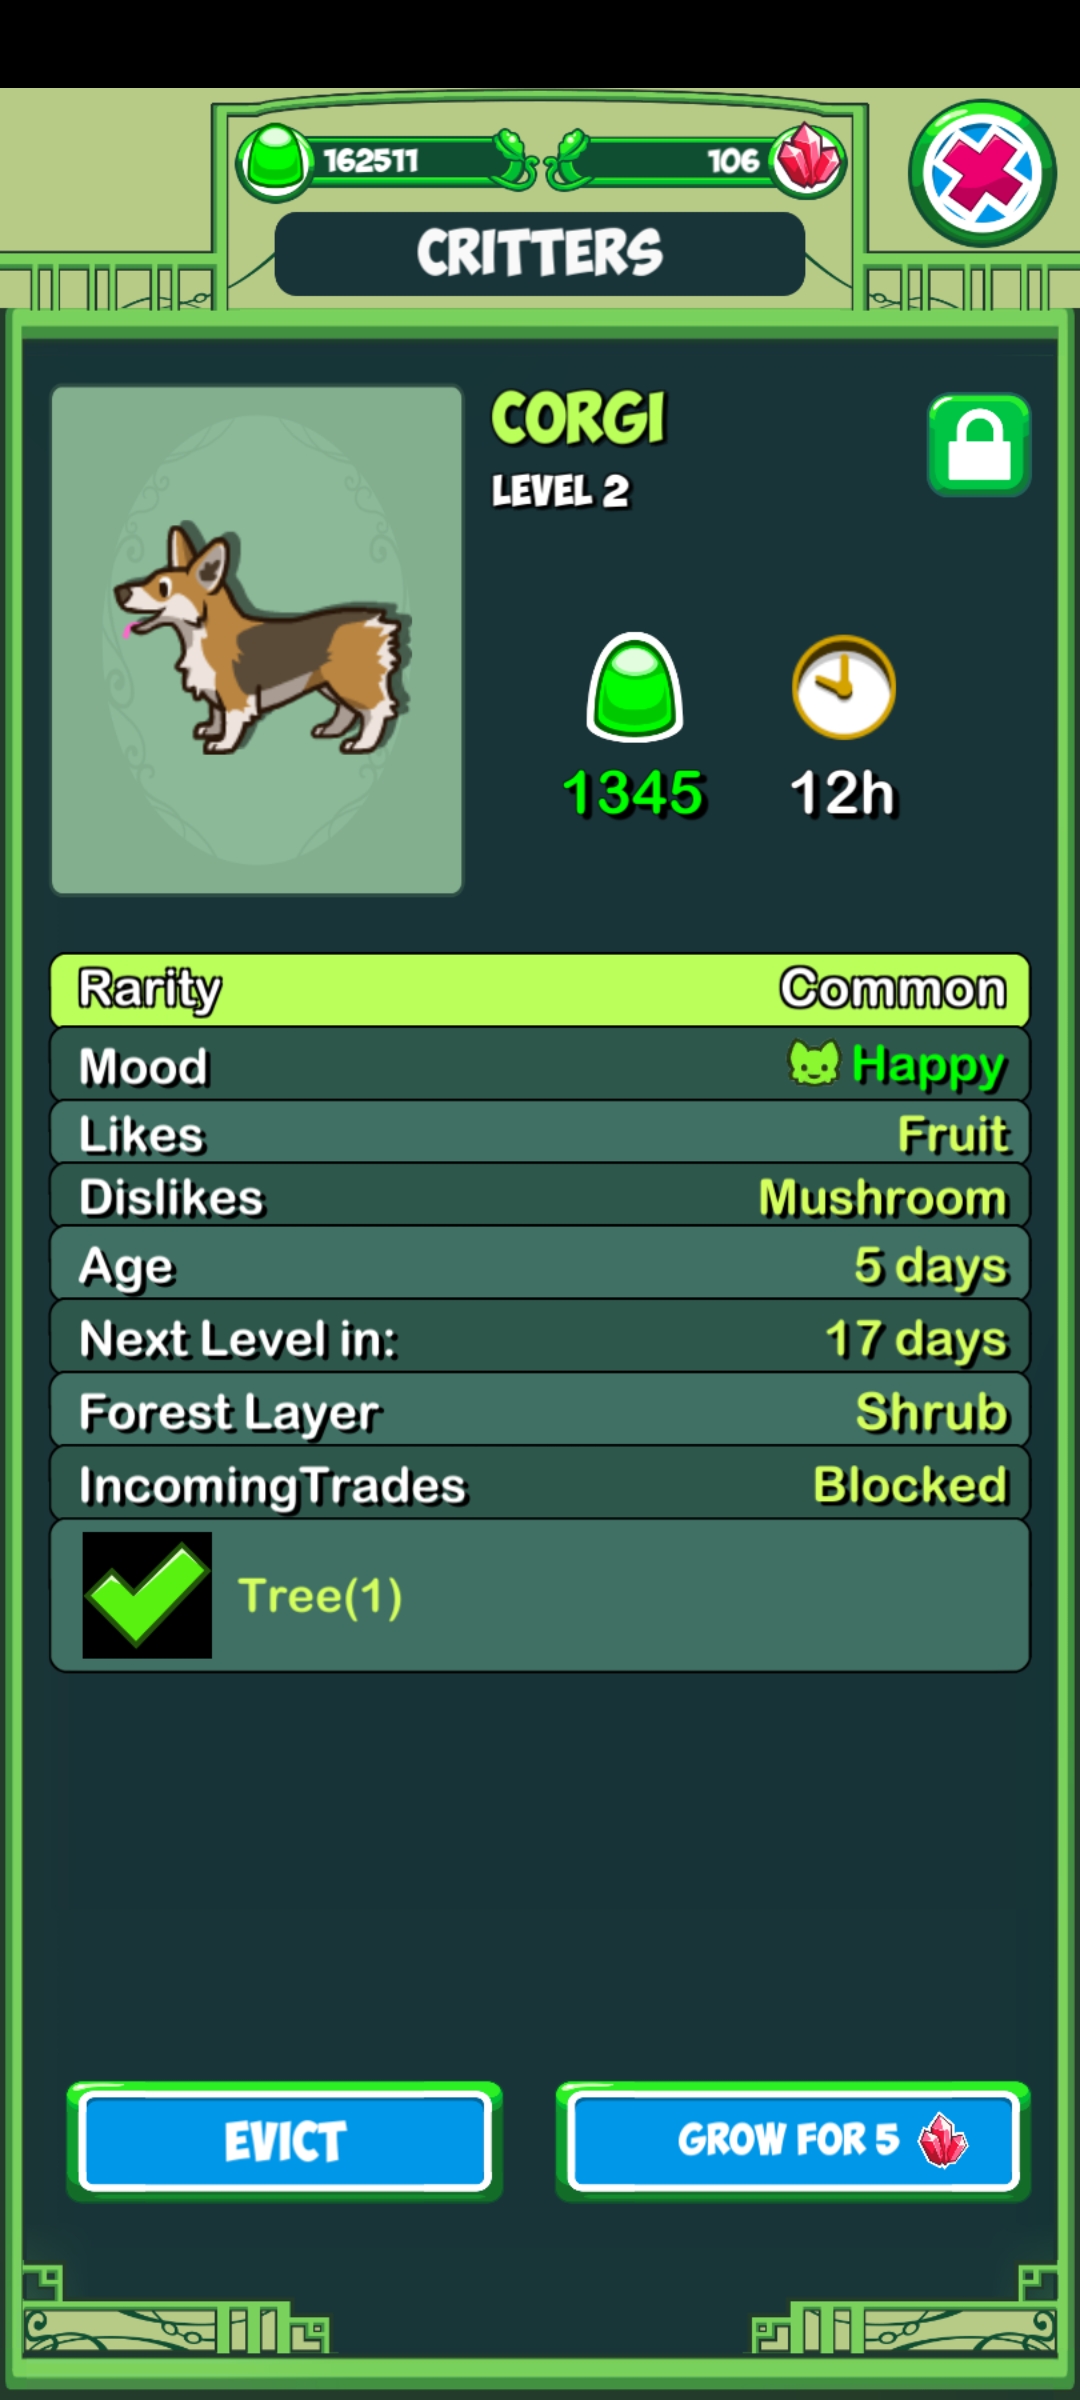 162511
106
CRITTERS
CORGI
LEVEL 2
1345
12h
Rarity Common
Mood Happy
Likes Fruit
Dislikes Mushroom
Age 5 days
Next Level in: 17 days
Forest Layer Shrub
IncomingTrades Blocked
Tree(1)
EVICT
GROW FOR 5